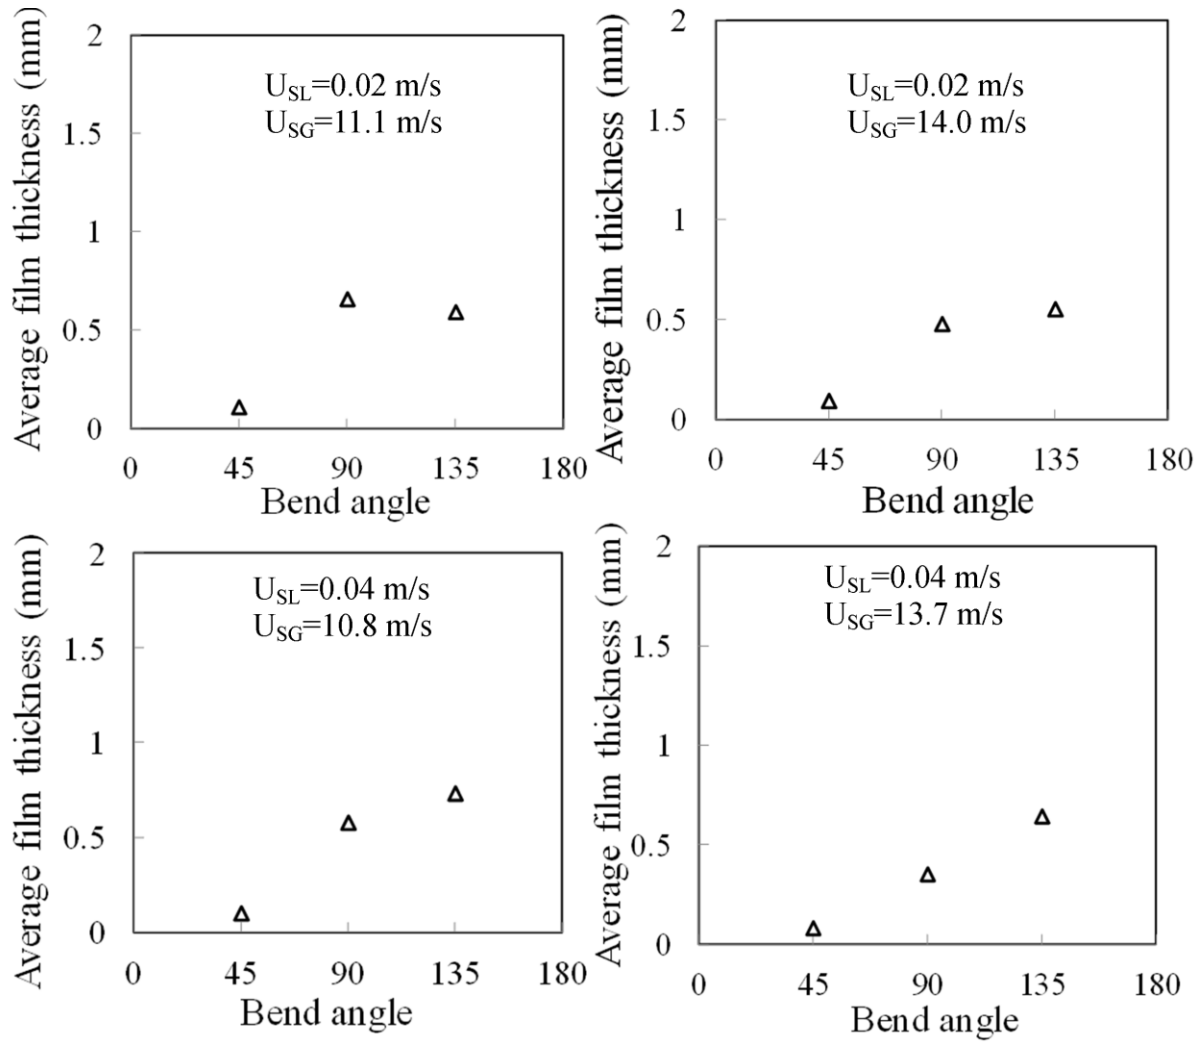 Average film thickness (mm)
2
1.5
1
0.5
0
U_SL=0.02 m/s
U_SG=11.1 m/s
0 45 90 135 180
Bend angle
Average film thickness (mm)
2
1.5
1
0.5
0
U_SL=0.02 m/s
U_SG=14.0 m/s
0 45 90 135 180
Bend angle
Average film thickness (mm)
2
1.5
1
0.5
0
U_SL=0.04 m/s
U_SG=10.8 m/s
0 45 90 135 180
Bend angle
Average film thickness (mm)
2
1.5
1
0.5
0
U_SL=0.04 m/s
U_SG=13.7 m/s
0 45 90 135 180
Bend angle